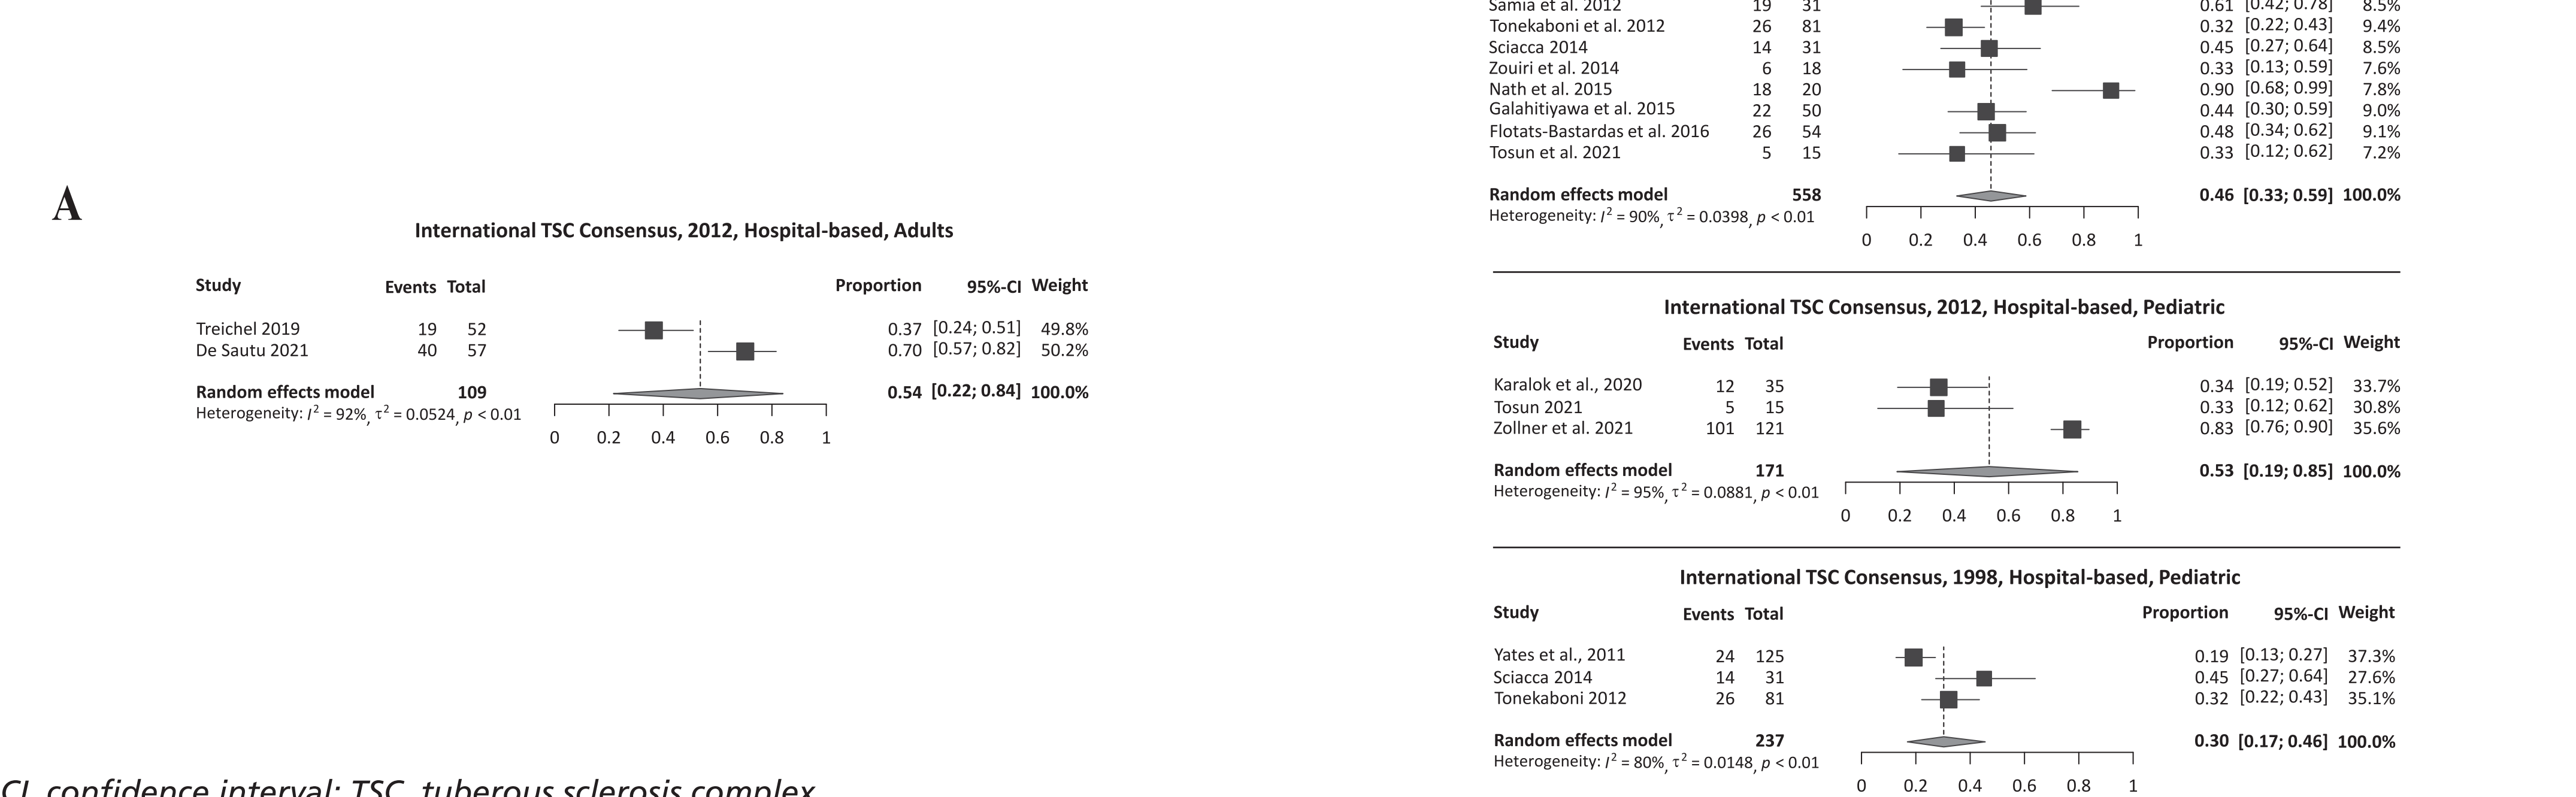 A
International TSC Consensus, 2012, Hospital-based, Adults
Study Events Total Proportion 95%-CI Weight
Treichel 2019 19 52 0.37 [0.24; 0.51] 49.8%
De Sautu 2021 40 57 0.70 [0.57; 0.82] 50.2%
Random effects model 109 0.54 [0.22; 0.84] 100.0%
Heterogeneity: I² = 92%, τ² = 0.0524, p < 0.01
0 0.2 0.4 0.6 0.8 1
CI, confidence interval; TSC, tuberous sclerosis complex
Samia et al. 2012 19 31 0.61 [0.42; 0.78] 8.5%
Tonekaboni et al. 2012 26 81 0.32 [0.22; 0.43] 9.4%
Sciacca 2014 14 31 0.45 [0.27; 0.64] 8.5%
Zouiri et al. 2014 6 18 0.33 [0.13; 0.59] 7.6%
Nath et al. 2015 18 20 0.90 [0.68; 0.99] 7.8%
Galahitiyawa et al. 2015 22 50 0.44 [0.30; 0.59] 9.0%
Flotats-Bastardas et al. 2016 26 54 0.48 [0.34; 0.62] 9.1%
Tosun et al. 2021 5 15 0.33 [0.12; 0.62] 7.2%
Random effects model 558 0.46 [0.33; 0.59] 100.0%
Heterogeneity: I² = 90%, τ² = 0.0398, p < 0.01
0 0.2 0.4 0.6 0.8 1
International TSC Consensus, 2012, Hospital-based, Pediatric
Study Events Total Proportion 95%-CI Weight
Karalok et al., 2020 12 35 0.34 [0.19; 0.52] 33.7%
Tosun 2021 5 15 0.33 [0.12; 0.62] 30.8%
Zollner et al. 2021 101 121 0.83 [0.76; 0.90] 35.6%
Random effects model 171 0.53 [0.19; 0.85] 100.0%
Heterogeneity: I² = 95%, τ² = 0.0881, p < 0.01
0 0.2 0.4 0.6 0.8 1
International TSC Consensus, 1998, Hospital-based, Pediatric
Study Events Total Proportion 95%-CI Weight
Yates et al., 2011 24 125 0.19 [0.13; 0.27] 37.3%
Sciacca 2014 14 31 0.45 [0.27; 0.64] 27.6%
Tonekaboni 2012 26 81 0.32 [0.22; 0.43] 35.1%
Random effects model 237 0.30 [0.17; 0.46] 100.0%
Heterogeneity: I² = 80%, τ² = 0.0148, p < 0.01
0 0.2 0.4 0.6 0.8 1